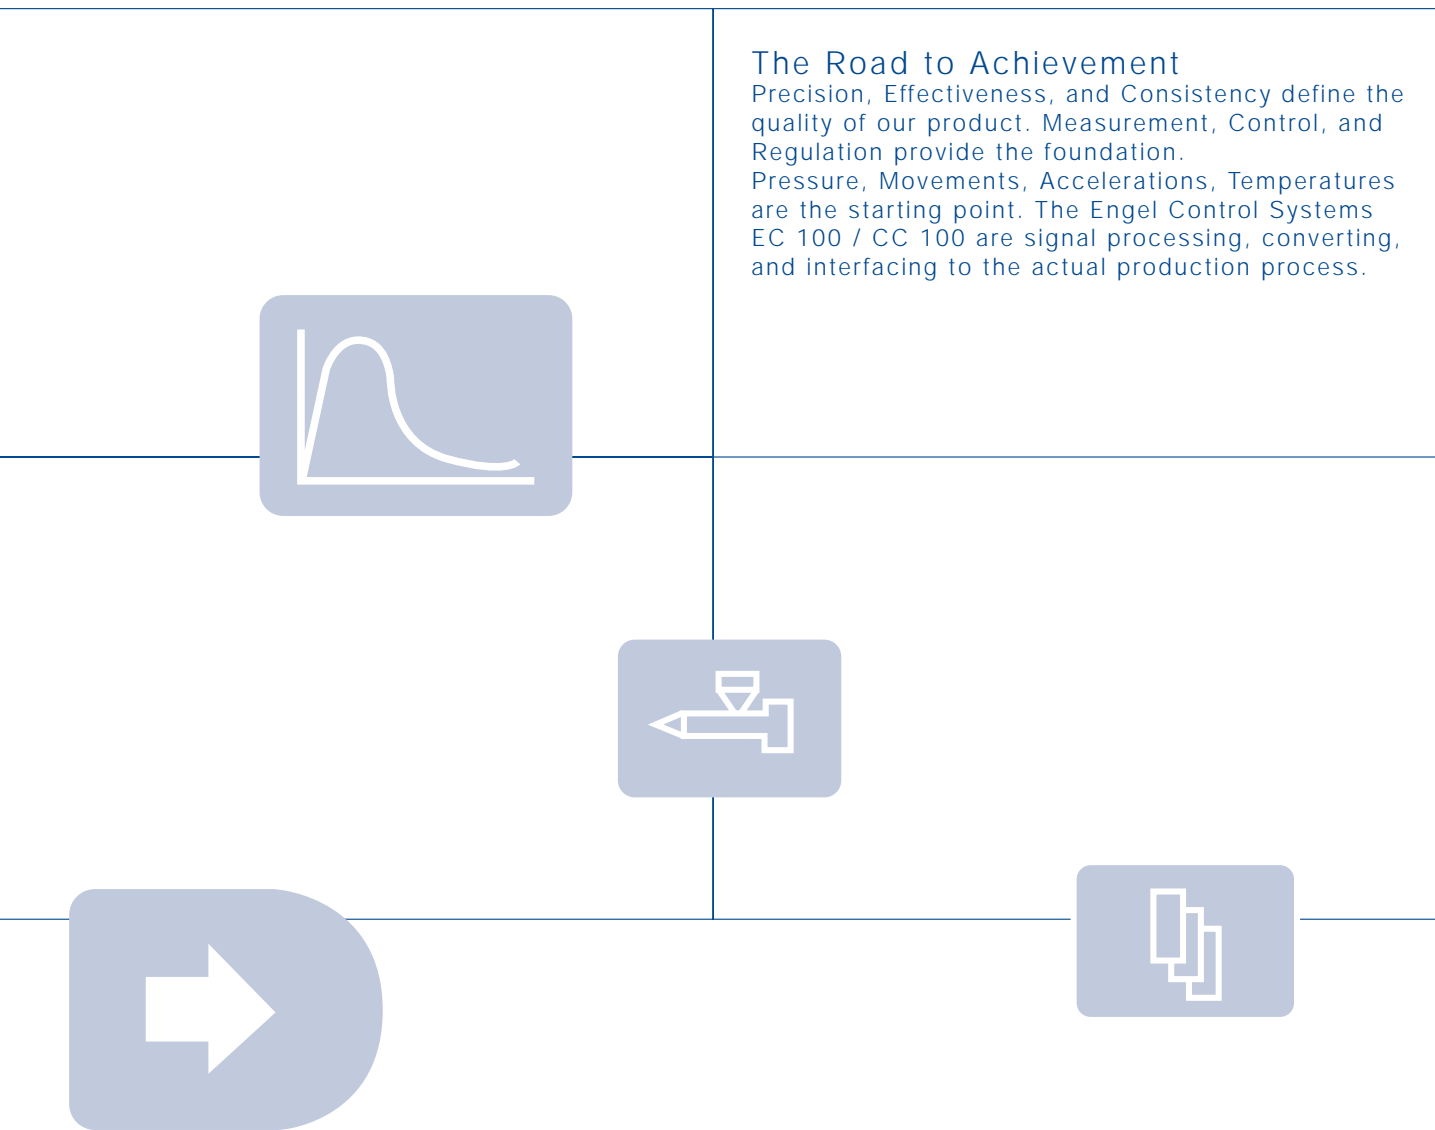 The Road to Achievement
Precision, Effectiveness, and Consistency define the
quality of our product. Measurement, Control, and
Regulation provide the foundation.
Pressure, Movements, Accelerations, Temperatures
are the starting point. The Engel Control Systems
EC 100 / CC 100 are signal processing, converting,
and interfacing to the actual production process.